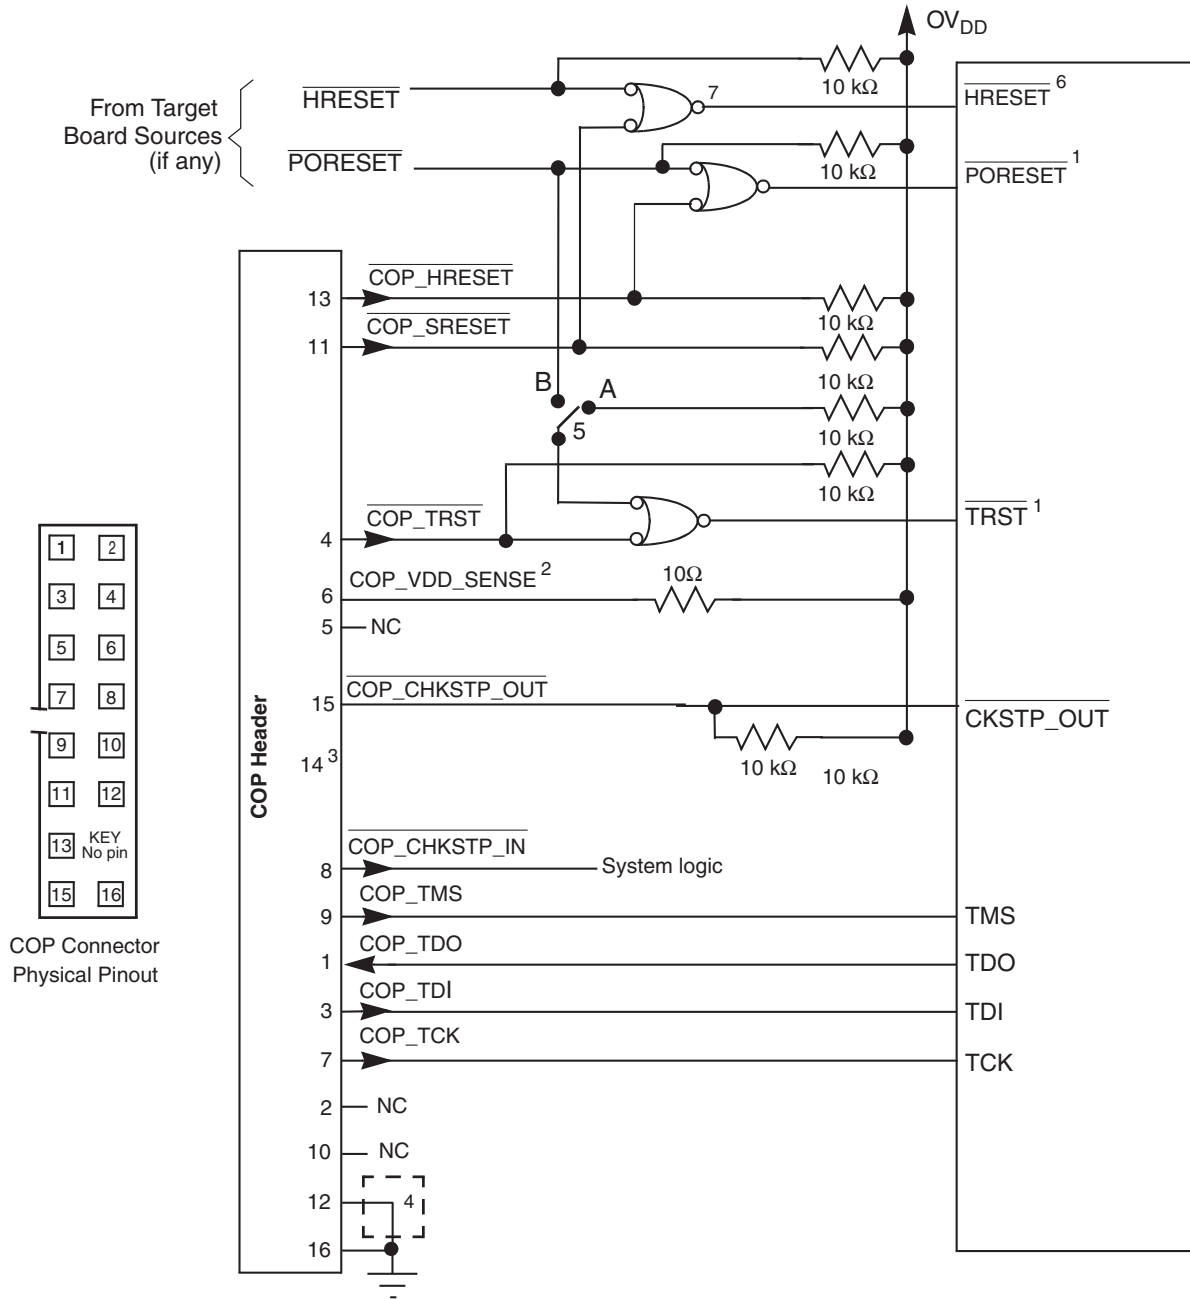 OVDD
10 kΩ
From Target
Board Sources
(if any)
HRESET
7
HRESET 6
PORESET
10 kΩ
PORESET 1
13
COP_HRESET
10 kΩ
11
COP_SRESET
10 kΩ
B
A
5
10 kΩ
10 kΩ
4
COP_TRST
TRST 1
6
COP_VDD_SENSE 2
10Ω
5
NC
15
COP_CHKSTP_OUT
CKSTP_OUT
10 kΩ
10 kΩ
14 3
COP Header
8
COP_CHKSTP_IN
System logic
9
COP_TMS
TMS
1
COP_TDO
TDO
3
COP_TDI
TDI
7
COP_TCK
TCK
2
NC
10
NC
12
4
16
1 2
3 4
5 6
7 8
9 10
11 12
13 KEY
No pin
15 16
COP Connector
Physical Pinout